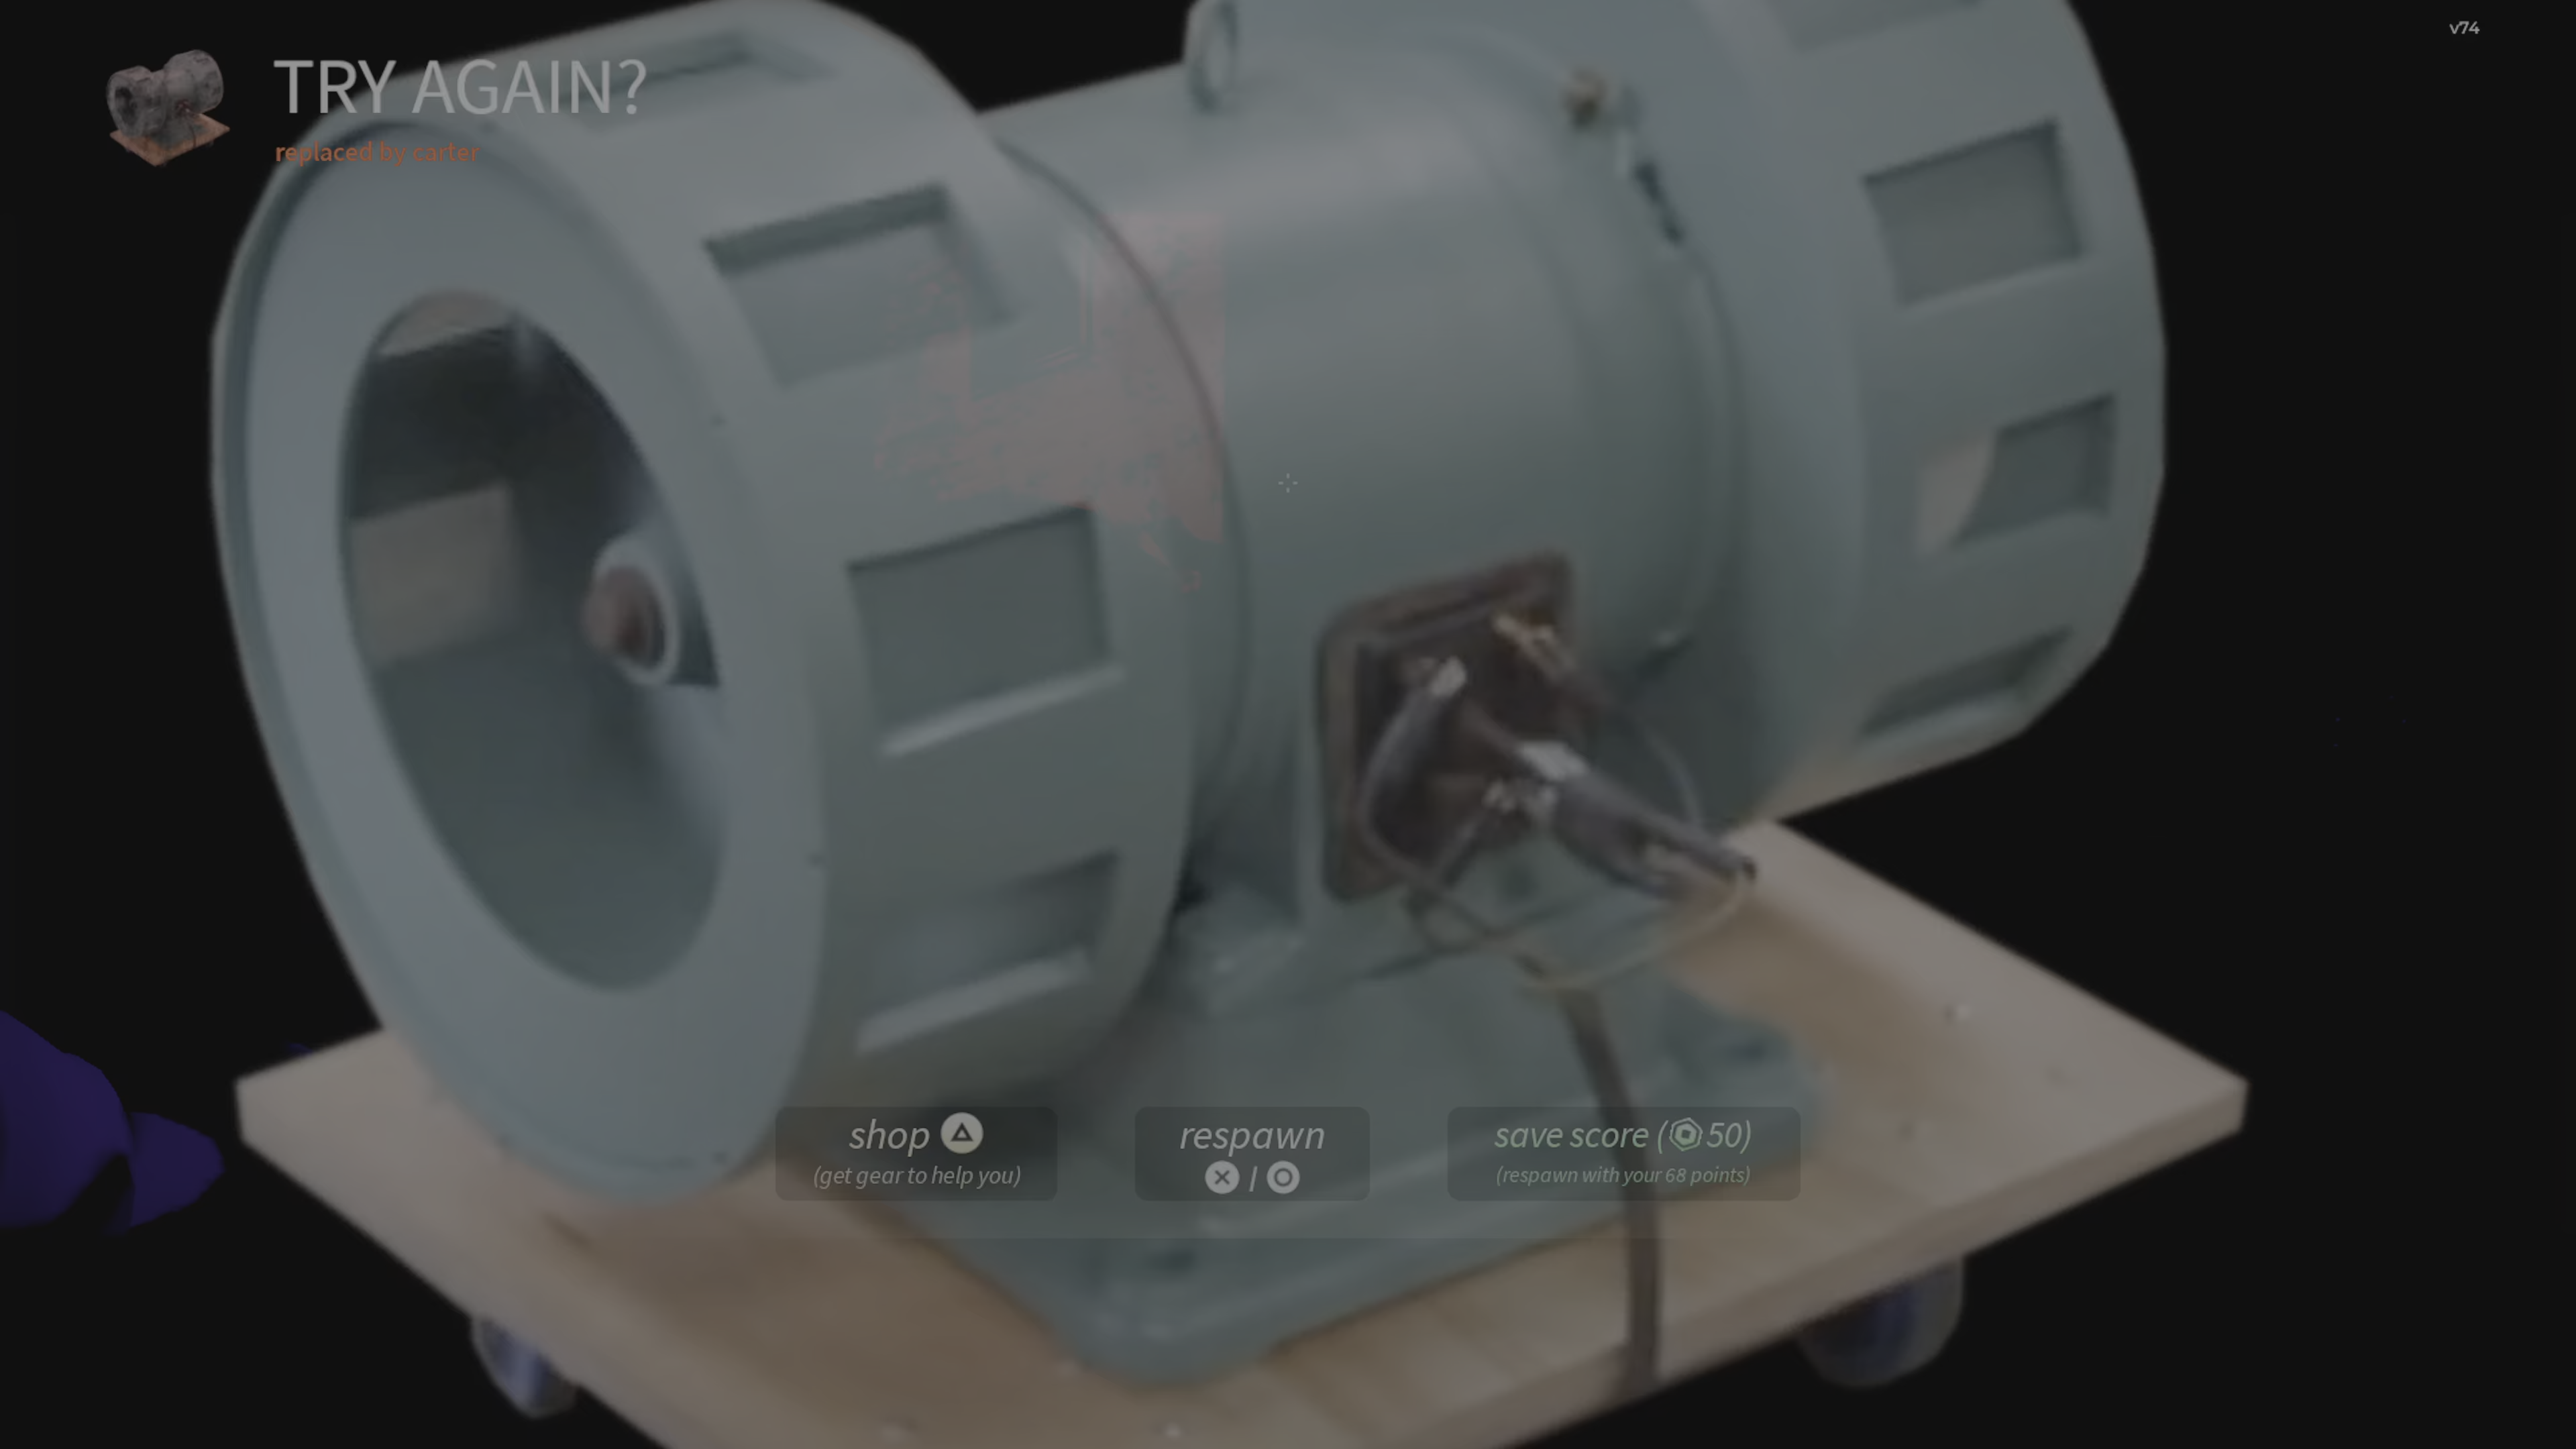 v74
TRY AGAIN?
replaced by carter
shop
(get gear to help you)
respawn
/
save score (50)
(respawn with your 68 points)